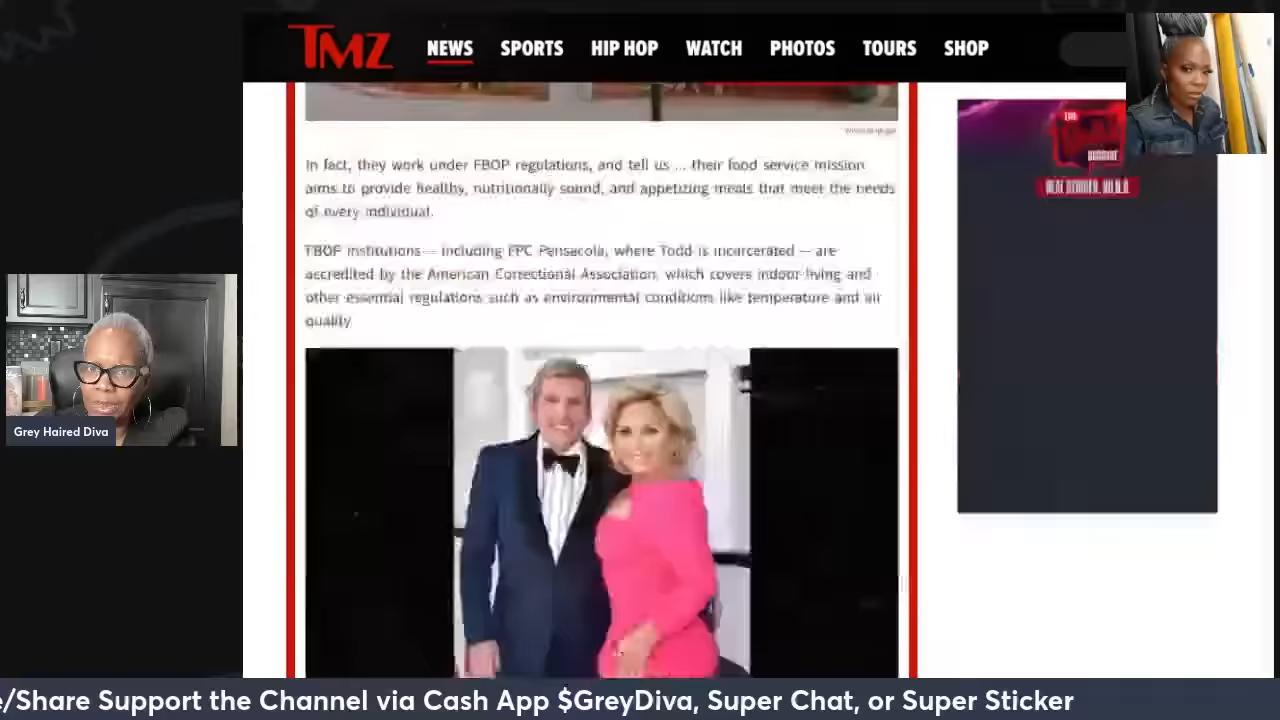 TMZ
NEWS SPORTS HIP HOP WATCH PHOTOS TOURS SHOP
In fact, they work under FBOP regulations, and tell us ... their food service mission
aims to provide healthy, nutritionally sound, and appetizing meals that meet the needs
of every individual.
FBOP institutions — including FPC Pensacola, where Todd is incarcerated — are
accredited by the American Correctional Association, which covers indoor living and
other essential regulations such as environmental conditions like temperature and air
quality
Grey Haired Diva
e/Share Support the Channel via Cash App $GreyDiva, Super Chat, or Super Sticker